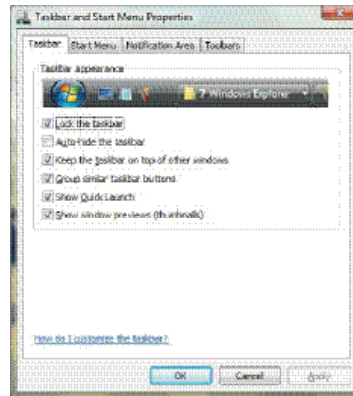 Taskbar and Start Menu Properties
Taskbar Start Menu Notification Area Toolbars
Taskbar appearance
7 Windows Explorer
Lock the taskbar
Auto-hide the taskbar
Keep the taskbar on top of other windows
Group similar taskbar buttons
Show Quick Launch
Show window previews (thumbnails)
How do I customize the taskbar?
OK Cancel Apply